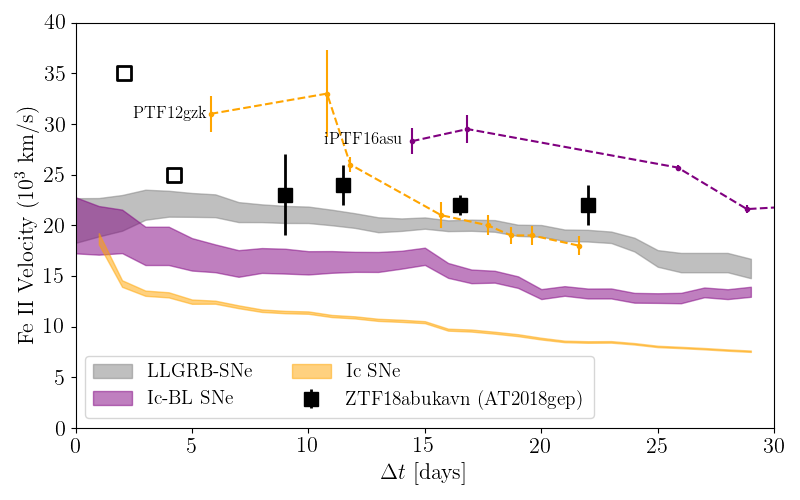 40
35
30
25
20
15
10
5
0
Fe II Velocity (10³ km/s)
PTF12gzk
iPTF16asu
LLGRB-SNe
Ic-BL SNe
Ic SNe
ZTF18abukavn (AT2018gep)
0 5 10 15 20 25 30
Δt [days]